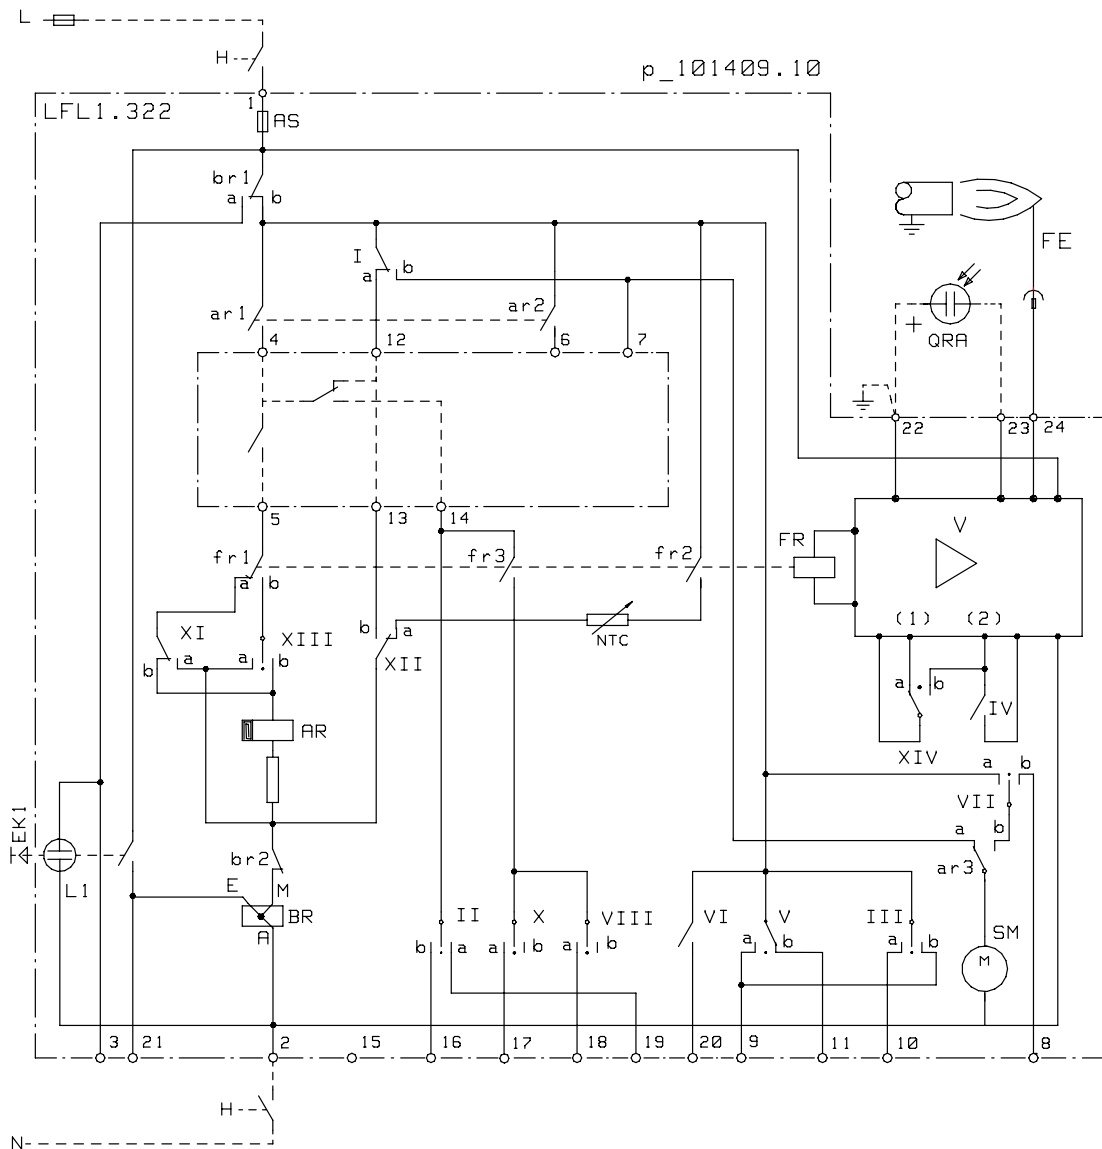 L
H
p_101409.10
1
LFL1.322
AS
br1
a b
FE
I
a b
ar1
ar2
+
QRA
4
12
6
7
22
23
24
5
13
14
V
fr1
fr3
fr2
FR
a b
(1) (2)
XI
XIII
b
a
NTC
b a
a b
XII
a b
IV
AR
XIV
a b
VII
EK1
a b
br2
ar3
L1
E
M
BR
A
II
X
VIII
VI
V
III
SM
b a
a b
a b
a b
a b
M
3
21
2
15
16
17
18
19
20
9
11
10
8
H
N